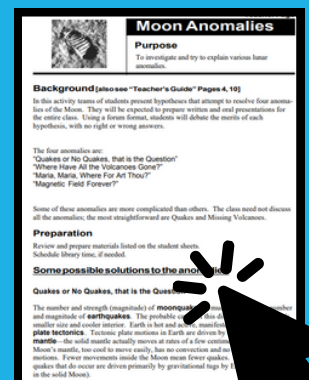 Moon Anomalies
Purpose
To investigate and try to explain various lunar
anomalies.
Background [also see "Teacher's Guide" Pages 4, 10]
In this activity teams of students present hypotheses that attempt to resolve four anoma-
lies of the Moon. They will be expected to prepare written and oral presentations for
the entire class. Using a forum format, students will debate the merits of each
hypothesis, with no right or wrong answers.
The four anomalies are:
"Quakes or No Quakes, that is the Question"
"Where Have All the Volcanoes Gone?"
"Maria, Maria, Where For Art Thou?"
"Magnetic Field Forever?"
Some of these anomalies are more complicated than others. The class need not discuss
all the anomalies; the most straightforward are Quakes and Missing Volcanoes.
Preparation
Review and prepare materials listed on the student sheets.
Schedule library time, if needed.
Some possible solutions to the
Quakes or No Quakes, that is the
The number and strength (magnitude) of
and magnitude of earthquakes. The probable
smaller size and cooler interior. Earth is hot and active, manifest
plate tectonics. Tectonic plate motions in Earth are driven by
mantle—the solid mantle actually moves at rates of a few
Moon's mantle, too cool to move easily, has no convection and no
motions. Fewer movements inside the Moon mean fewer quakes.
quakes that do occur are driven primarily by gravitational tugs by
in the solid Moon).